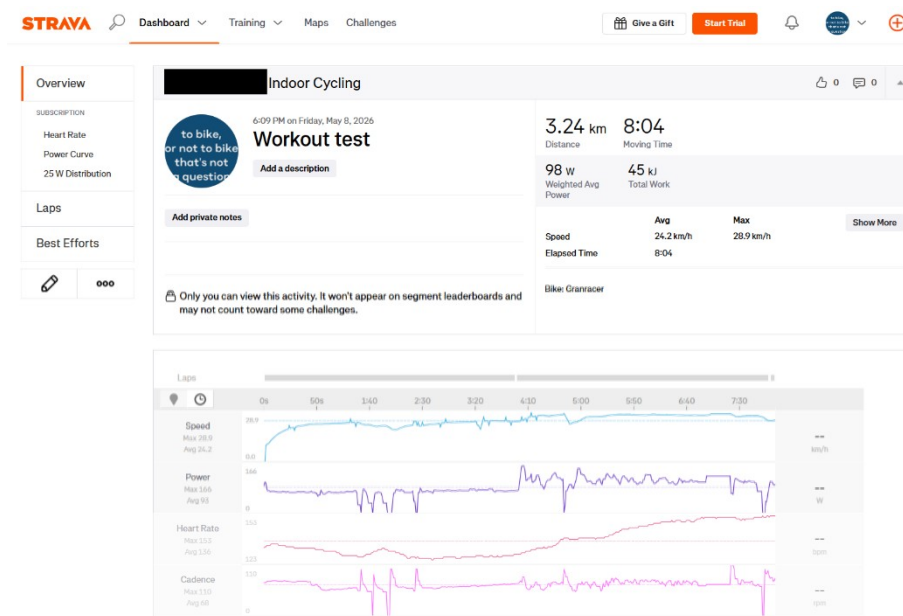 STRAVA
Dashboard
Training
Maps
Challenges
Give a Gift
Start Trial
to bike,
or not to bike
that's not
question
Overview
SUBSCRIPTION
Heart Rate
Power Curve
25 W Distribution
Laps
Best Efforts
Indoor Cycling
0
0
6:09 PM on Friday, May 8, 2026
Workout test
Add a description
Add private notes
Only you can view this activity. It won't appear on segment leaderboards and
may not count toward some challenges.
3.24 km 8:04
Distance Moving Time
98 W 45 kJ
Weighted Avg Total Work
Power
Avg Max
Show More
Speed 24.2 km/h 28.9 km/h
Elapsed Time 8:04
Bike: Granracer
Laps
0s 50s 1:40 2:30 3:20 4:10 5:00 5:50 6:40 7:30
Speed
Max 28.9
Avg 24.2
28.9
0.0
--
km/h
Power
Max 166
Avg 93
166
0
--
W
Heart Rate
Max 153
Avg 136
153
123
--
bpm
Cadence
Max 110
Avg 68
110
0
--
rpm